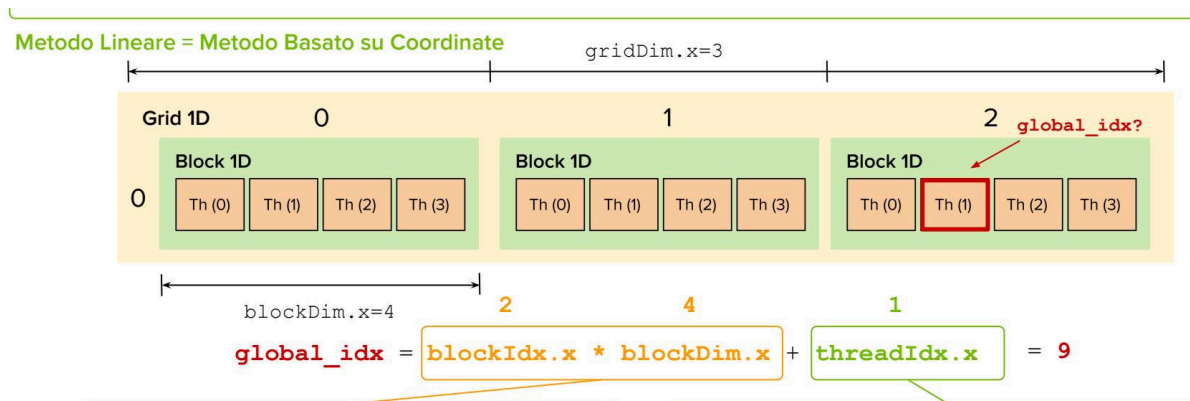 Metodo Lineare = Metodo Basato su Coordinate
gridDim.x=3
Grid 1D 0 1 2 global_idx?
Block 1D Block 1D Block 1D
0 Th (0) Th (1) Th (2) Th (3) Th (0) Th (1) Th (2) Th (3) Th (0) Th (1) Th (2) Th (3)
blockDim.x=4 2 4 1
global_idx = blockIdx.x * blockDim.x + threadIdx.x = 9